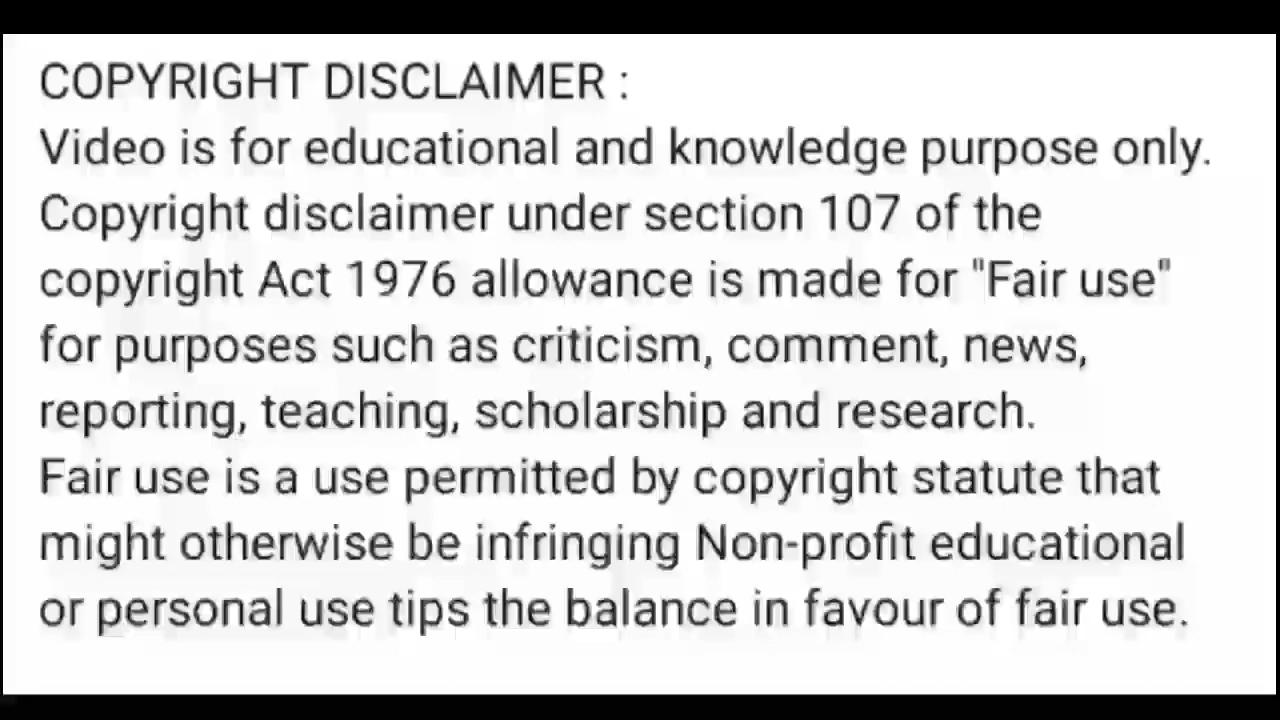 COPYRIGHT DISCLAIMER :
Video is for educational and knowledge purpose only.
Copyright disclaimer under section 107 of the
copyright Act 1976 allowance is made for "Fair use"
for purposes such as criticism, comment, news,
reporting, teaching, scholarship and research.
Fair use is a use permitted by copyright statute that
might otherwise be infringing Non-profit educational
or personal use tips the balance in favour of fair use.